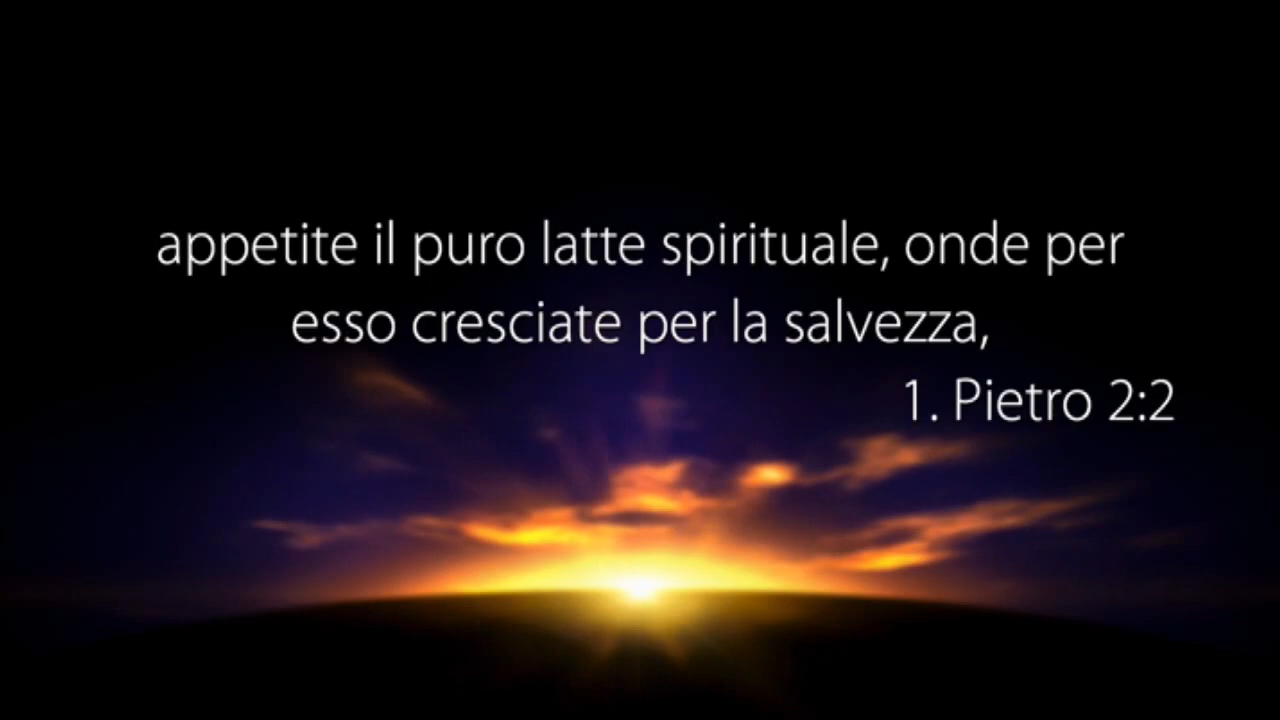 appetite il puro latte spirituale, onde per
esso cresciate per la salvezza,
1. Pietro 2:2